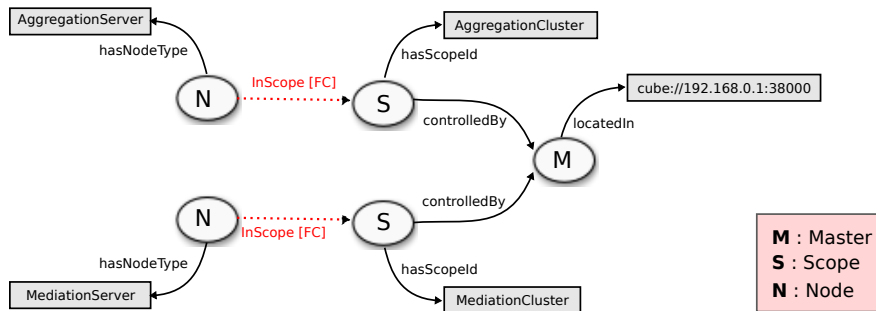 AggregationServer
AggregationCluster
hasNodeType
hasScopeId
InScope [FC]
cube://192.168.0.1:38000
N
S
controlledBy
locatedIn
M
controlledBy
N
S
InScope [FC]
hasNodeType
hasScopeId
MediationServer
MediationCluster
M : Master
S : Scope
N : Node